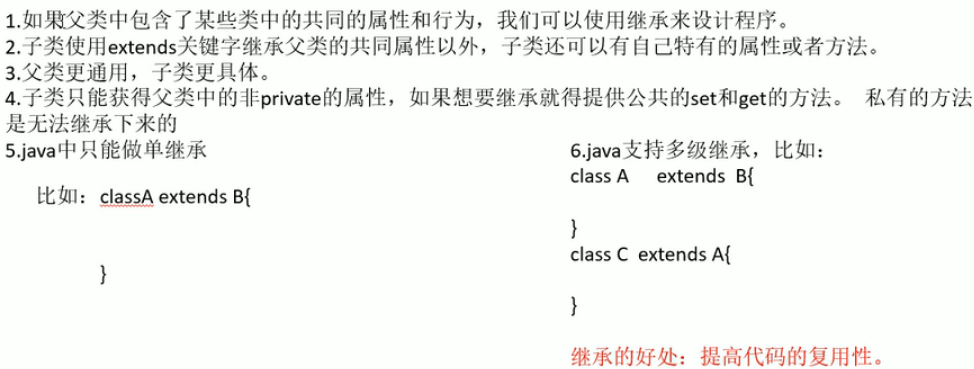 1.如果父类中包含了某些类中的共同的属性和行为，我们可以使用继承来设计程序。
2.子类使用extends关键字继承父类的共同属性以外，子类还可以有自己特有的属性或者方法。
3.父类更通用，子类更具体。
4.子类只能获得父类中的非private的属性，如果想要继承就得提供公共的set和get的方法。 私有的方法
是无法继承下来的
5.java中只能做单继承
比如：classA extends B{
}
6.java支持多级继承，比如：
class A extends B{
}
class C extends A{
}
继承的好处：提高代码的复用性。